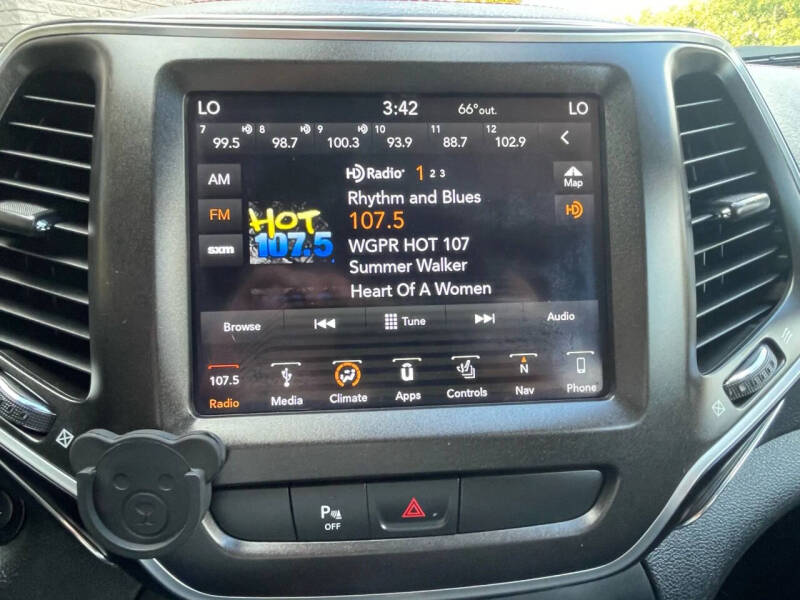 LO 3:42 66° out. LO
7 8 9 10 11 12
99.5 98.7 100.3 93.9 88.7 102.9
AM
FM
sxm
HOT
107.5
HD Radio 1 2 3
Rhythm and Blues
107.5
WGPR HOT 107
Summer Walker
Heart Of A Women
Map
HD
Browse Tune Audio
107.5 N
Radio Media Climate Apps Controls Nav Phone
P OFF